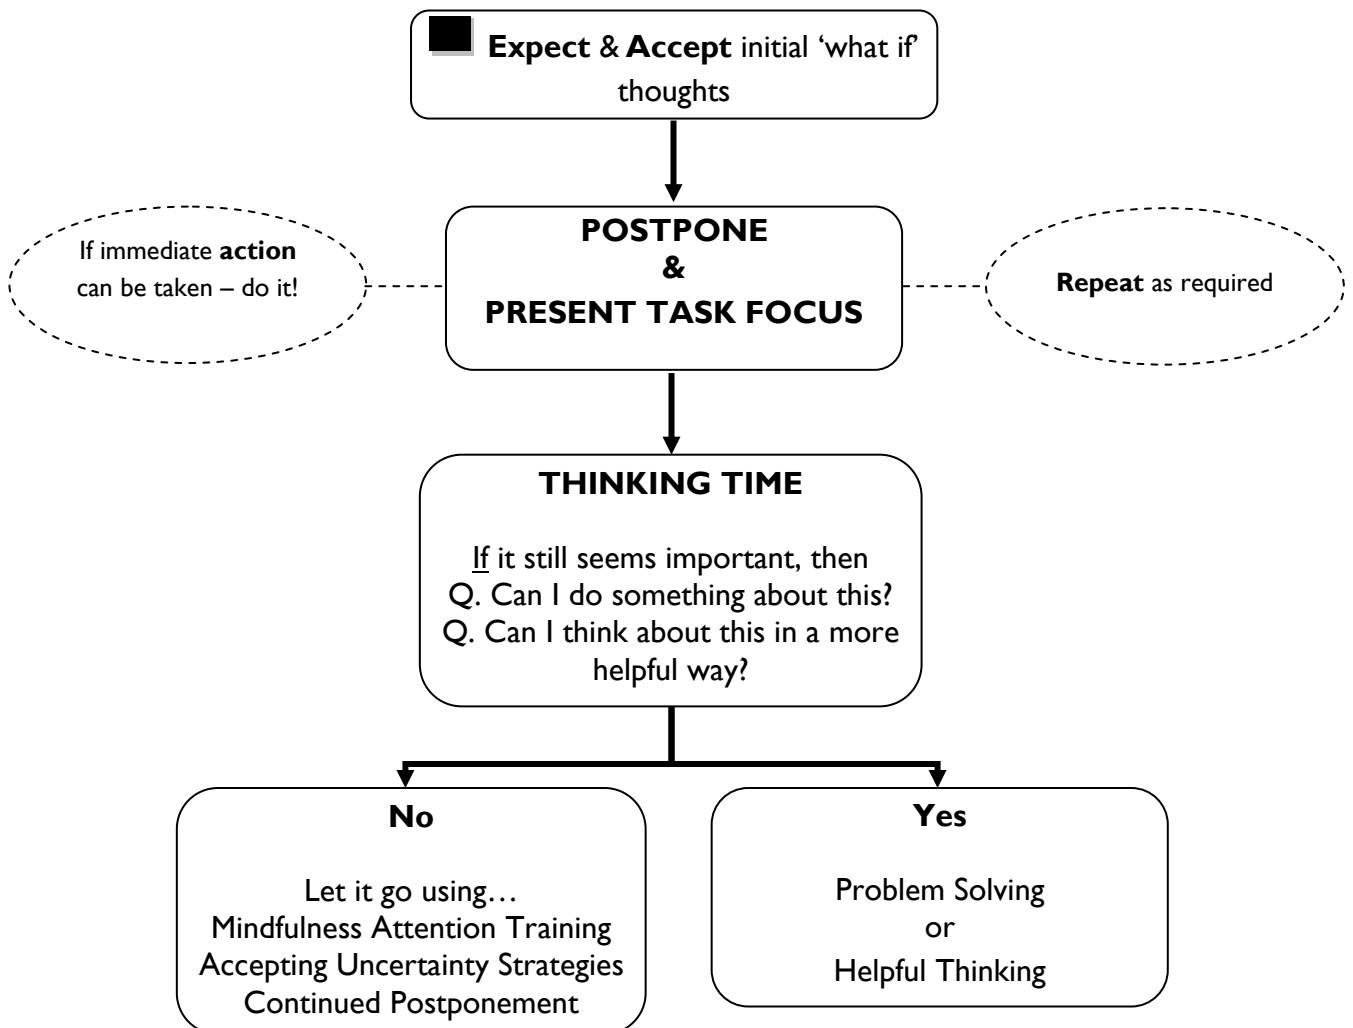 Expect & Accept initial ‘what if’
thoughts
If immediate action
can be taken – do it!
POSTPONE
&
PRESENT TASK FOCUS
Repeat as required
THINKING TIME
If it still seems important, then
Q. Can I do something about this?
Q. Can I think about this in a more
helpful way?
No
Let it go using…
Mindfulness Attention Training
Accepting Uncertainty Strategies
Continued Postponement
Yes
Problem Solving
or
Helpful Thinking